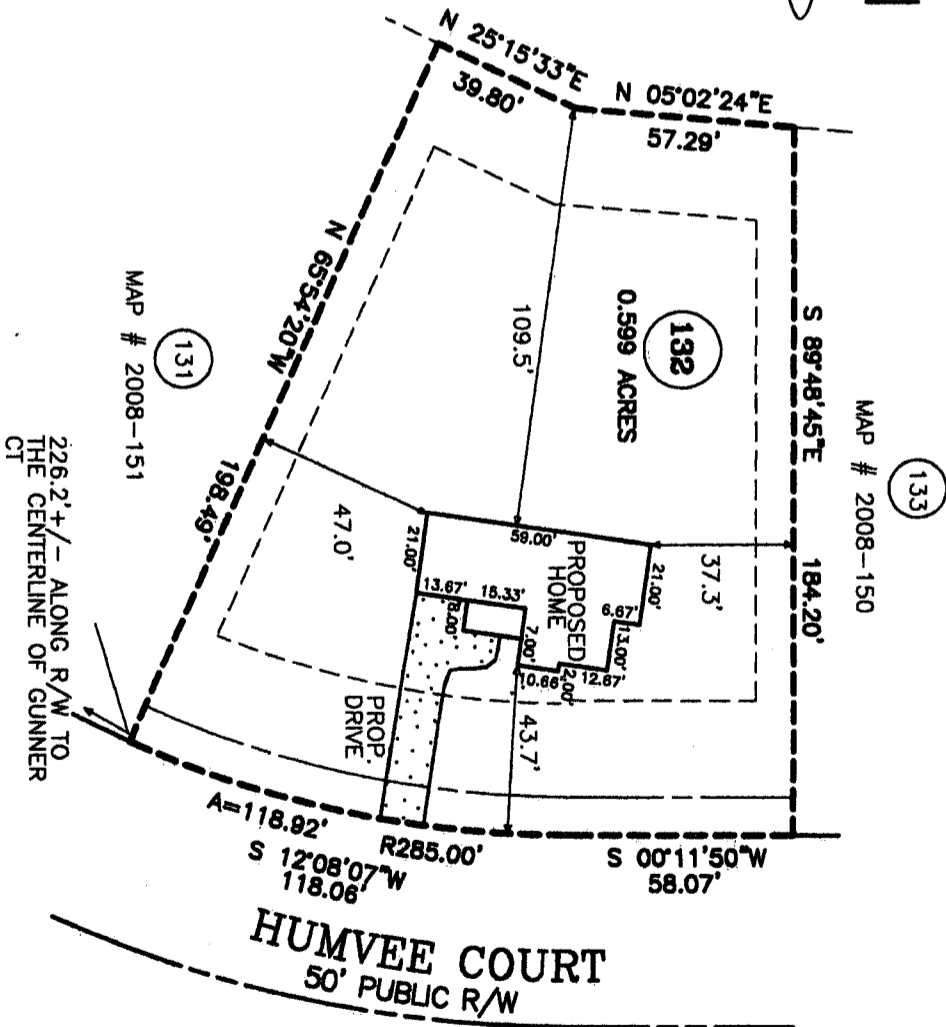 N 25°15'33"E
39.80'
N 05°02'24"E
57.29'
S 89°48'45"E
184.20'
133
MAP # 2008-150
132
0.599 ACRES
109.5'
N 65°54'20"W
198.49'
131
MAP # 2008-151
47.0'
37.3'
59.00'
PROPOSED
HOME
21.00'
21.00'
6.67'
13.00'
12.67'
2.00'
10.66'
7.00'
15.33'
8.00'
13.67'
43.7'
PROP.
DRIVE
226.2'+/- ALONG R/W TO
THE CENTERLINE OF GUNNER
CT
A=118.92'
R285.00'
S 12°08'07"W
118.06'
S 00°11'50"W
58.07'
HUMVEE COURT
50' PUBLIC R/W